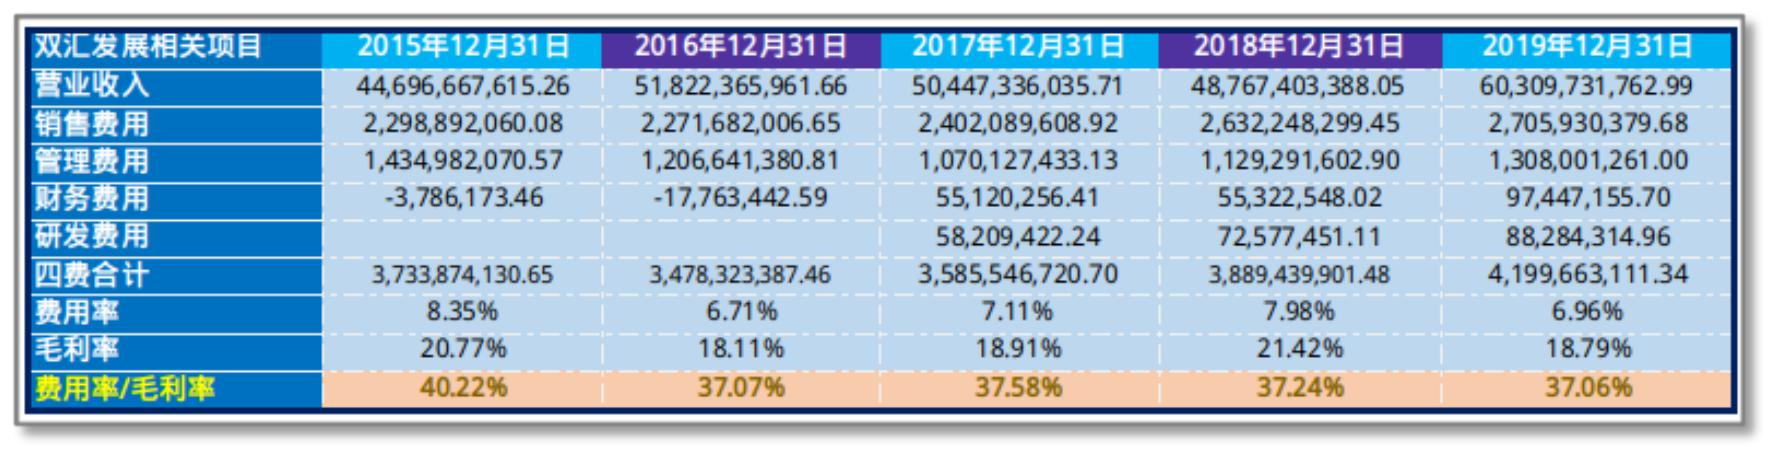 双汇发展相关项目 2015年12月31日 2016年12月31日 2017年12月31日 2018年12月31日 2019年12月31日
营业收入 44,696,667,615.26 51,822,365,961.66 50,447,336,035.71 48,767,403,388.05 60,309,731,762.99
销售费用 2,298,892,060.08 2,271,682,006.65 2,402,089,608.92 2,632,248,299.45 2,705,930,379.68
管理费用 1,434,982,070.57 1,206,641,380.81 1,070,127,433.13 1,129,291,602.90 1,308,001,261.00
财务费用 -3,786,173.46 -17,763,442.59 55,120,256.41 55,322,548.02 97,447,155.70
研发费用 58,209,422.24 72,577,451.11 88,284,314.96
四费合计 3,733,874,130.65 3,478,323,387.46 3,585,546,720.70 3,889,439,901.48 4,199,663,111.34
费用率 8.35% 6.71% 7.11% 7.98% 6.96%
毛利率 20.77% 18.11% 18.91% 21.42% 18.79%
费用率/毛利率 40.22% 37.07% 37.58% 37.24% 37.06%